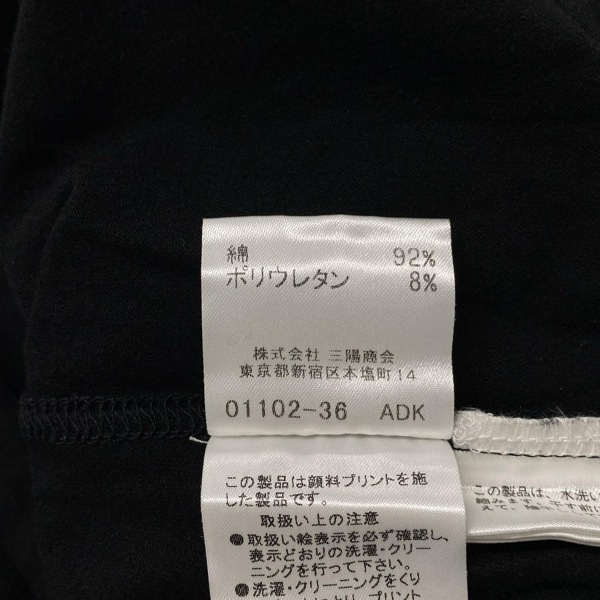 綿 92%
ポリウレタン 8%
株式会社 三陽商会
東京都新宿区本塩町14
01102-36 ADK
この製品は顔料プリントを施
した製品です。
取扱い上の注意
●取扱い絵表示を必ず確認し、
表示どおりの洗濯・クリー
ニングを行って下さい。
●洗濯・クリーニングをくり
この製品は、水洗い